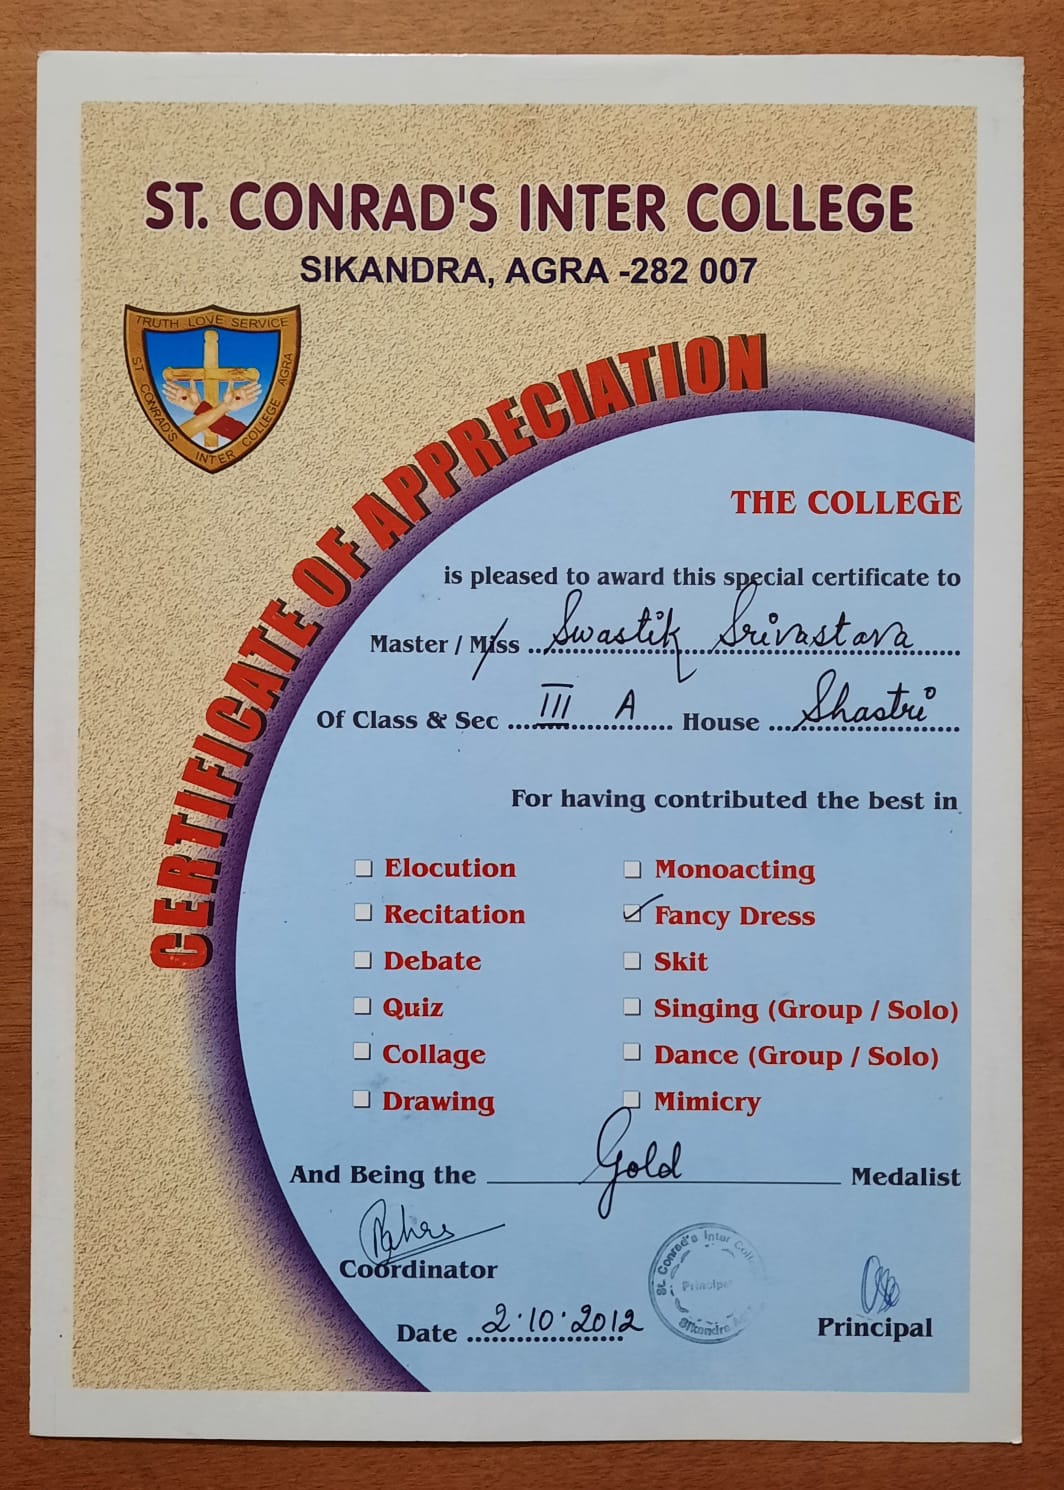 ST. CONRAD'S INTER COLLEGE
SIKANDRA, AGRA -282 007
TRUTH LOVE SERVICE
ST. CONRAD'S INTER COLLEGE AGRA
CERTIFICATE OF APPRECIATION
THE COLLEGE
is pleased to award this special certificate to
Master / Miss Swastik Srivastava
Of Class & Sec III A House Shastri
For having contributed the best in
Elocution Monoacting
Recitation Fancy Dress
Debate Skit
Quiz Singing (Group / Solo)
Collage Dance (Group / Solo)
Drawing Mimicry
And Being the Gold Medalist
Coordinator
St. Conrad's Inter
Principal
Sikandra
Date 2.10.2012
Principal